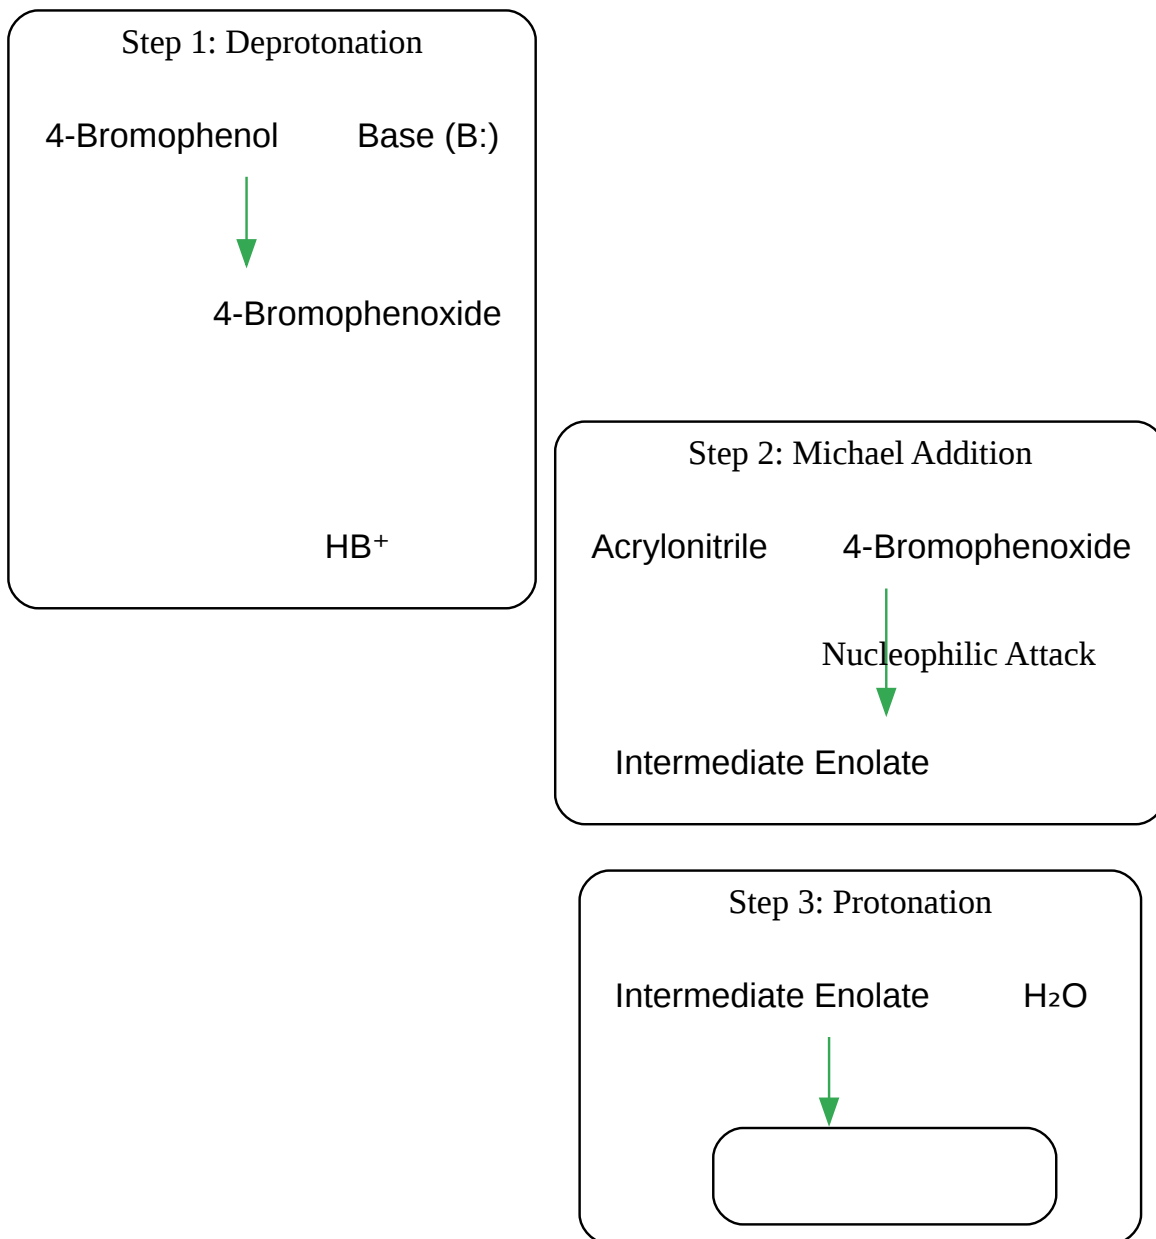 Step 1: Deprotonation
4-Bromophenol
Base (B:)
4-Bromophenoxide
HB⁺
Step 2: Michael Addition
Acrylonitrile
4-Bromophenoxide
Nucleophilic Attack
Intermediate Enolate
Step 3: Protonation
Intermediate Enolate
H₂O